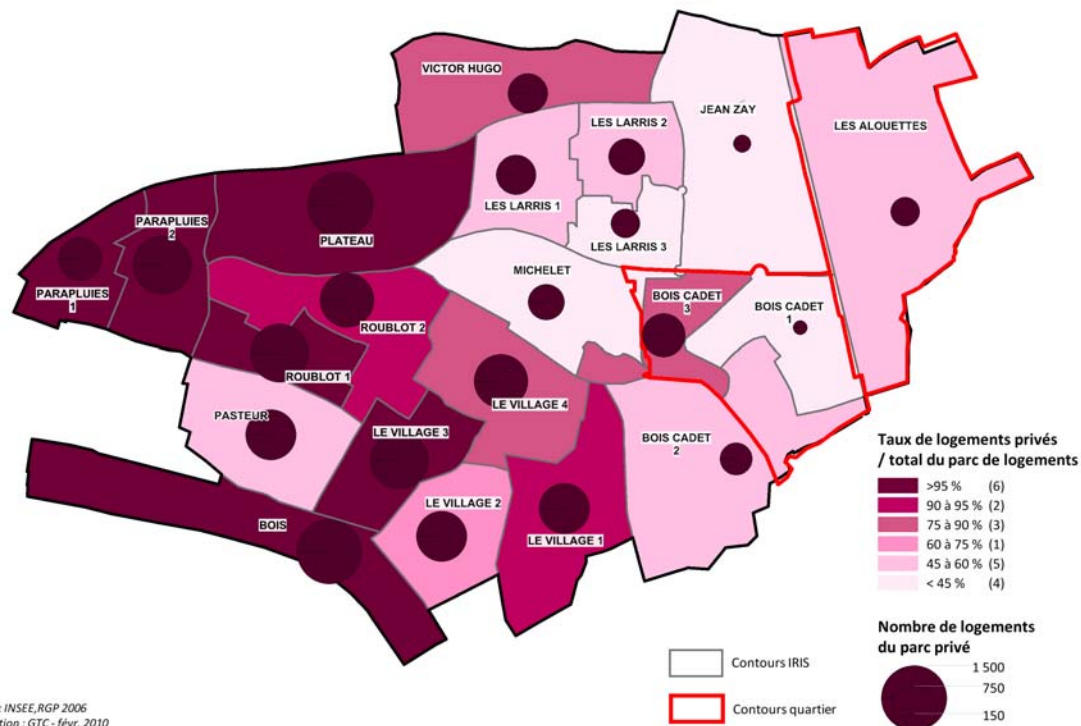 VICTOR HUGO
JEAN ZAY
LES LARRIS 2
LES ALOUETTES
LES LARRIS 1
PARAPLUIES
2
PLATEAU
LES LARRIS 3
MICHELET
PARAPLUIES
1
BOIS CADET
3
BOIS CADET
1
ROUBLOT 2
ROUBLOT 1
LE VILLAGE 4
PASTEUR
LE VILLAGE 3
BOIS CADET
2
LE VILLAGE 2
BOIS
LE VILLAGE 1
Taux de logements privés
/ total du parc de logements
>95 % (6)
90 à 95 % (2)
75 à 90 % (3)
60 à 75 % (1)
45 à 60 % (5)
< 45 % (4)
Nombre de logements
du parc privé
1 500
750
150
Contours IRIS
Contours quartier
: INSEE,RGP 2006
tion : GTC - févr. 2010